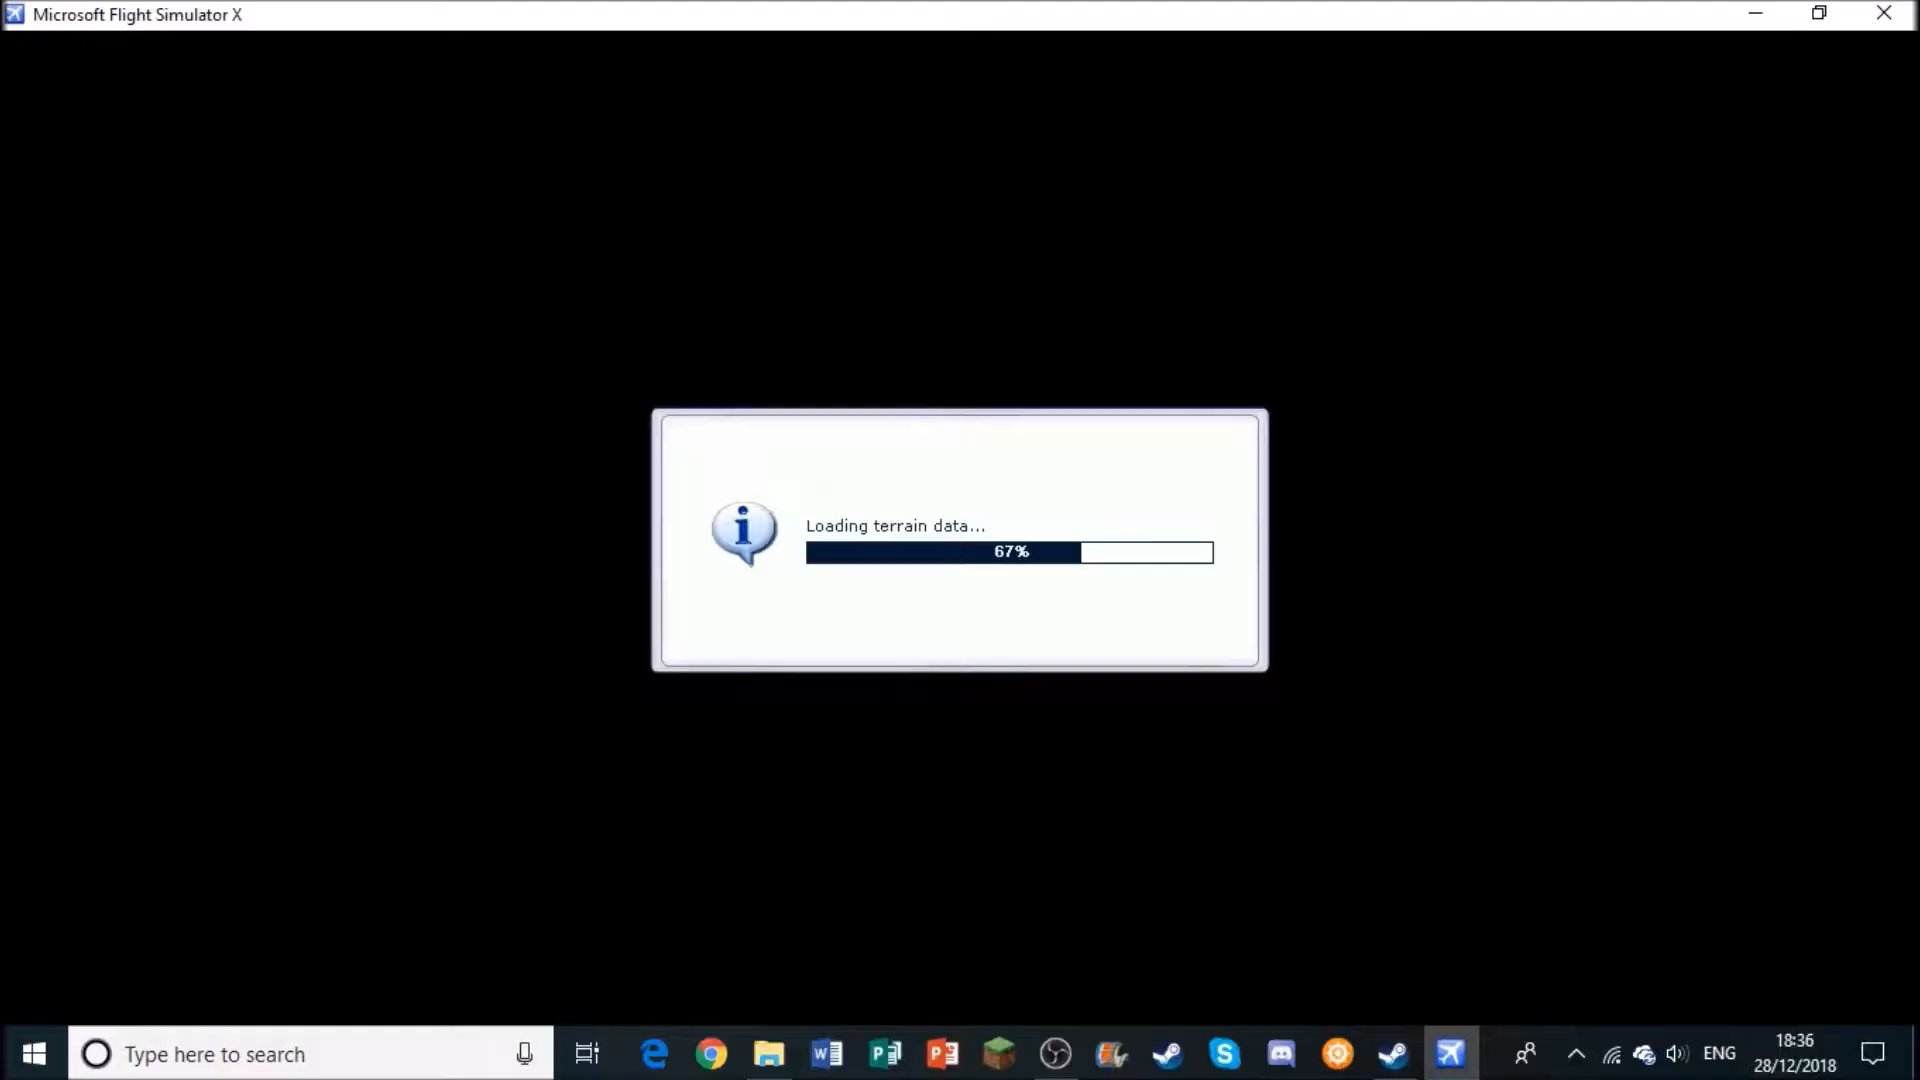 Microsoft Flight Simulator X
Loading terrain data...
67%
Type here to search
ENG
18:36
28/12/2018